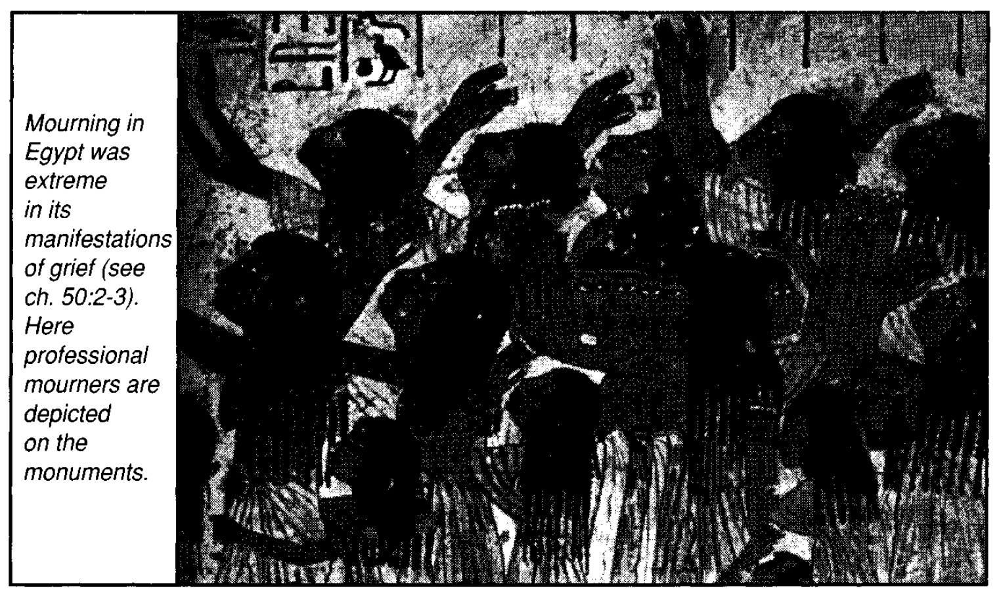 Mourning in
Egypt was
extreme
in its
manifestations
of grief (see
ch. 50:2-3).
Here
professional
mourners are
depicted
on the
monuments.